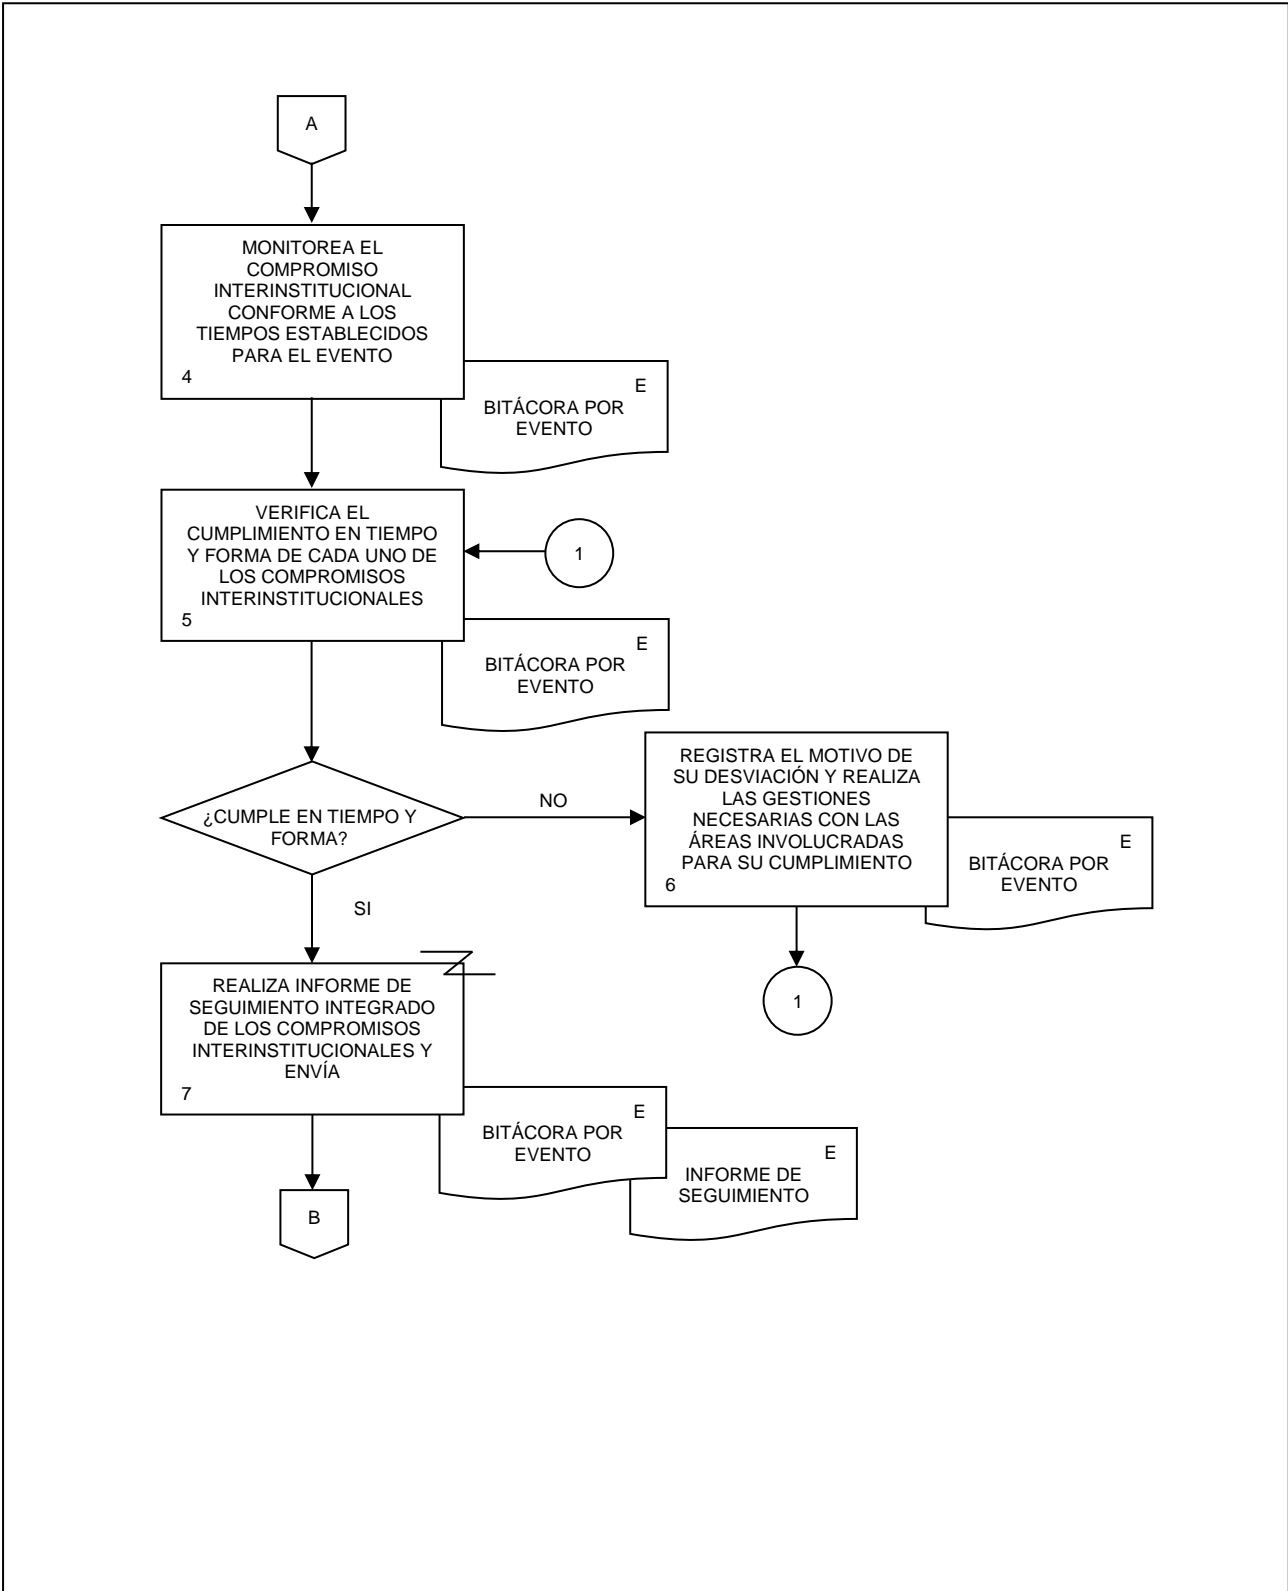 A
MONITOREA EL
COMPROMISO
INTERINSTITUCIONAL
CONFORME A LOS
TIEMPOS ESTABLECIDOS
PARA EL EVENTO
4
E
BITÁCORA POR
EVENTO
VERIFICA EL
CUMPLIMIENTO EN TIEMPO
Y FORMA DE CADA UNO DE
LOS COMPROMISOS
INTERINSTITUCIONALES
5
1
E
BITÁCORA POR
EVENTO
¿CUMPLE EN TIEMPO Y
FORMA?
NO
REGISTRA EL MOTIVO DE
SU DESVIACIÓN Y REALIZA
LAS GESTIONES
NECESARIAS CON LAS
ÁREAS INVOLUCRADAS
PARA SU CUMPLIMIENTO
6
E
BITÁCORA POR
EVENTO
1
SI
REALIZA INFORME DE
SEGUIMIENTO INTEGRADO
DE LOS COMPROMISOS
INTERINSTITUCIONALES Y
ENVÍA
7
E
BITÁCORA POR
EVENTO
E
INFORME DE
SEGUIMIENTO
B